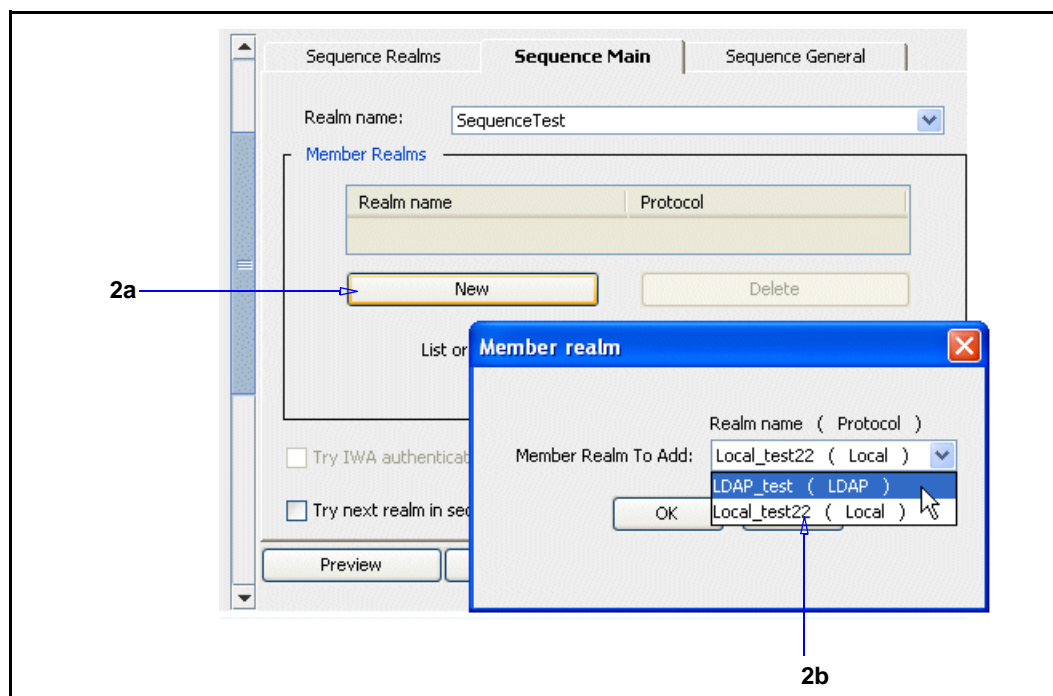 Sequence Realms Sequence Main Sequence General
Realm name: SequenceTest
Member Realms
Realm name Protocol
2a
New Delete
List or
Member realm
Realm name ( Protocol )
Member Realm To Add: Local_test22 ( Local )
LDAP_test ( LDAP )
Local_test22 ( Local )
Try IWA authenticat
Try next realm in sec
OK
Preview
2b